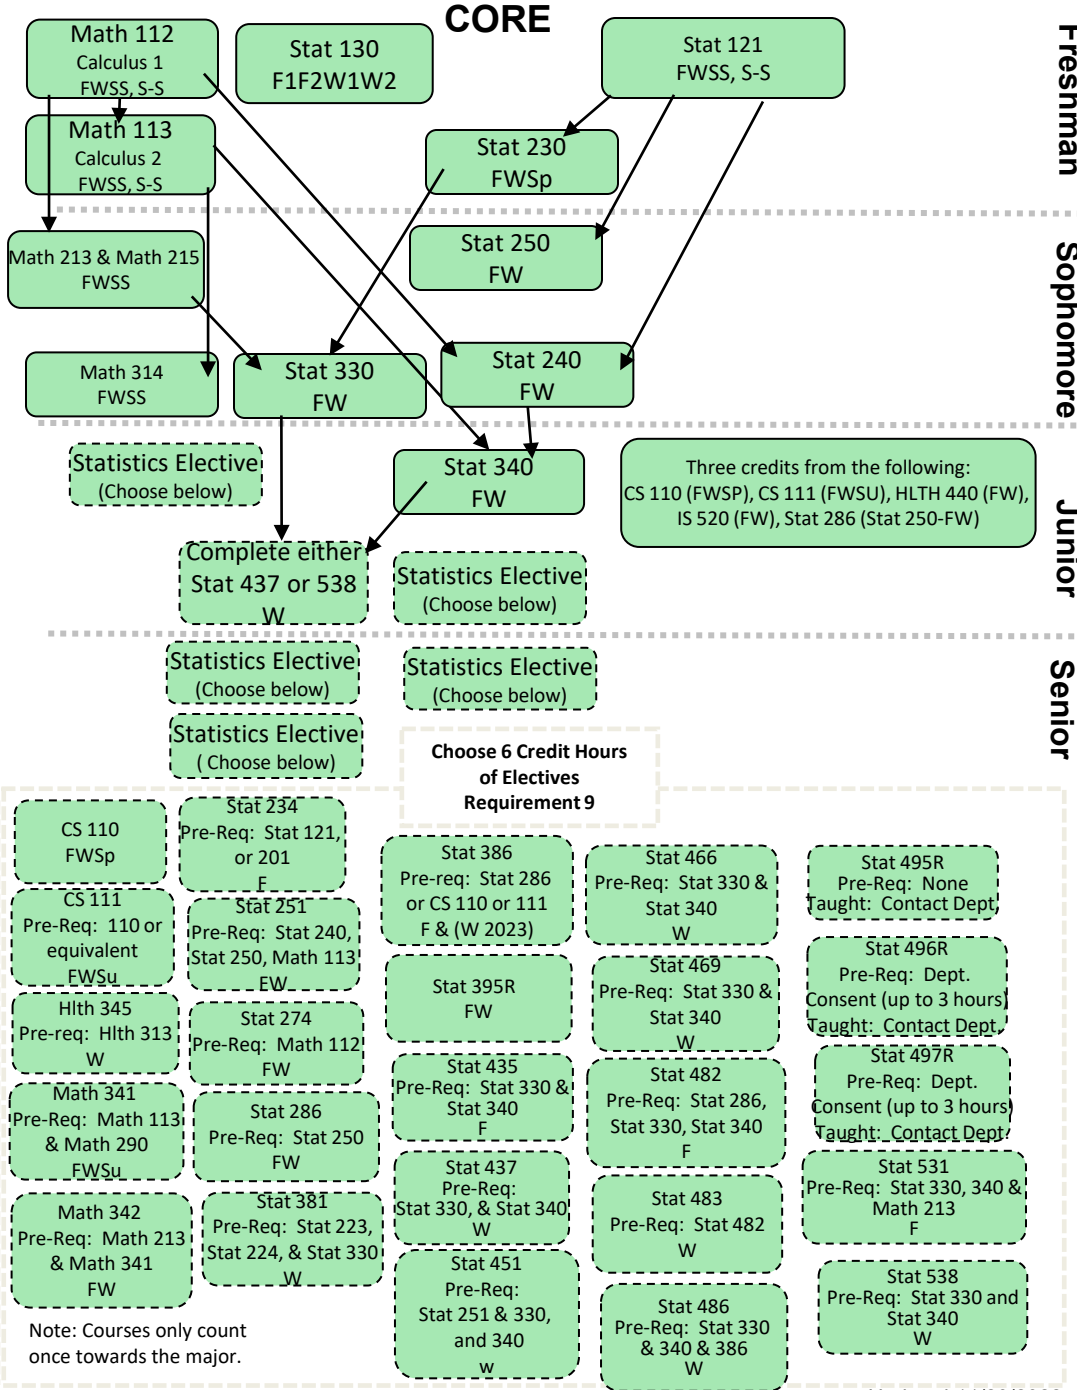 CORE
Math 112
Calculus 1
FWSS, S-S
Stat 130
F1F2W1W2
Stat 121
FWSS, S-S
Freshman
Math 113
Calculus 2
FWSS, S-S
Stat 230
FWSp
Math 213 & Math 215
FWSS
Stat 250
FW
Sophomore
Math 314
FWSS
Stat 330
FW
Stat 240
FW
Statistics Elective
(Choose below)
Stat 340
FW
Three credits from the following:
CS 110 (FWSP), CS 111 (FWSU), HLTH 440 (FW),
IS 520 (FW), Stat 286 (Stat 250-FW)
Junior
Complete either
Stat 437 or 538
W
Statistics Elective
(Choose below)
Statistics Elective
(Choose below)
Statistics Elective
(Choose below)
Senior
Statistics Elective
( Choose below)
Choose 6 Credit Hours
of Electives
Requirement 9
CS 110
FWSp
CS 111
Pre-Req: 110 or
equivalent
FWSu
Hlth 345
Pre-req: Hlth 313
W
Math 341
Pre-Req: Math 113
& Math 290
FWSu
Math 342
Pre-Req: Math 213
& Math 341
FW
Note: Courses only count
once towards the major.
Stat 234
Pre-Req: Stat 121,
or 201
F
Stat 251
Pre-Req: Stat 240,
Stat 250, Math 113
FW
Stat 274
Pre-Req: Math 112
FW
Stat 286
Pre-Req: Stat 250
FW
Stat 381
Pre-Req: Stat 223,
Stat 224, & Stat 330
W
Stat 386
Pre-req: Stat 286
or CS 110 or 111
F & (W 2023)
Stat 395R
FW
Stat 435
Pre-Req: Stat 330 &
Stat 340
F
Stat 437
Pre-Req:
Stat 330, & Stat 340
W
Stat 451
Pre-Req:
Stat 251 & 330,
and 340
w
Stat 466
Pre-Req: Stat 330 &
Stat 340
W
Stat 469
Pre-Req: Stat 330 &
Stat 340
W
Stat 482
Pre-Req: Stat 286,
Stat 330, Stat 340
F
Stat 483
Pre-Req: Stat 482
W
Stat 486
Pre-Req: Stat 330
& 340 & 386
W
Stat 495R
Pre-Req: None
Taught: Contact Dept.
Stat 496R
Pre-Req: Dept.
Consent (up to 3 hours)
Taught: Contact Dept.
Stat 497R
Pre-Req: Dept.
Consent (up to 3 hours)
Taught: Contact Dept.
Stat 531
Pre-Req: Stat 330, 340 &
Math 213
F
Stat 538
Pre-Req: Stat 330 and
Stat 340
W